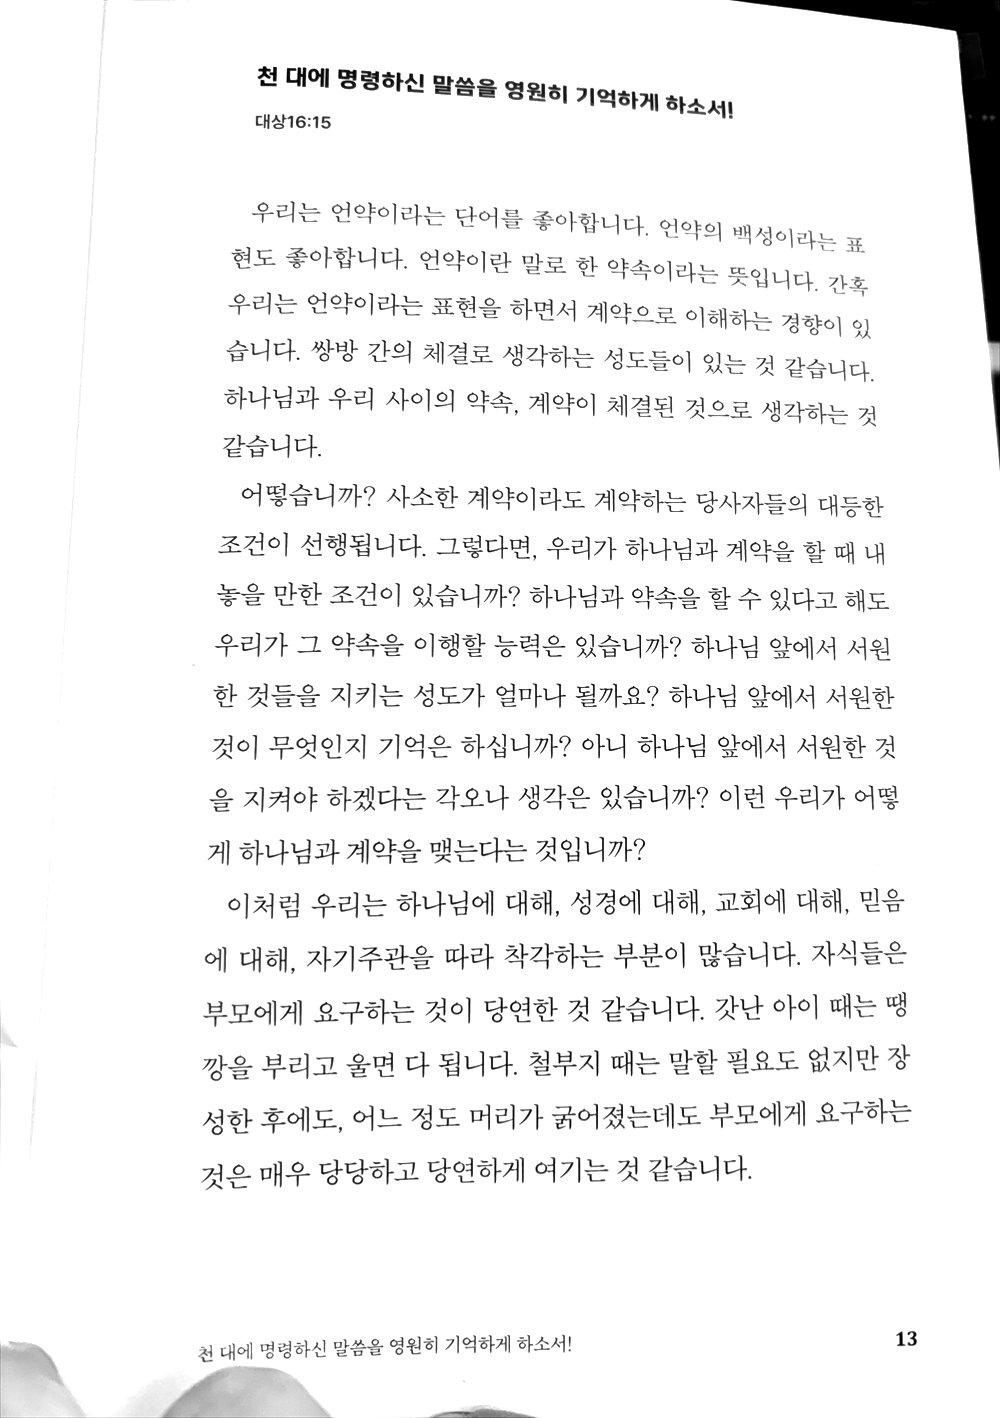 천 대에 명령하신 말씀을 영원히 기억하게 하소서!
대상16:15
우리는 언약이라는 단어를 좋아합니다. 언약의 백성이라는 표
현도 좋아합니다. 언약이란 말로 한 약속이라는 뜻입니다. 간혹
우리는 언약이라는 표현을 하면서 계약으로 이해하는 경향이 있
습니다. 쌍방 간의 체결로 생각하는 성도들이 있는 것 같습니다.
하나님과 우리 사이의 약속, 계약이 체결된 것으로 생각하는 것
같습니다.
어떻습니까? 사소한 계약이라도 계약하는 당사자들의 대등한
조건이 선행됩니다. 그렇다면, 우리가 하나님과 계약을 할 때 내
놓을 만한 조건이 있습니까? 하나님과 약속을 할 수 있다고 해도
우리가 그 약속을 이행할 능력은 있습니까? 하나님 앞에서 서원
한 것들을 지키는 성도가 얼마나 될까요? 하나님 앞에서 서원한
것이 무엇인지 기억은 하십니까? 아니 하나님 앞에서 서원한 것
을 지켜야 하겠다는 각오나 생각은 있습니까? 이런 우리가 어떻
게 하나님과 계약을 맺는다는 것입니까?
이처럼 우리는 하나님에 대해, 성경에 대해, 교회에 대해, 믿음
에 대해, 자기주관을 따라 착각하는 부분이 많습니다. 자식들은
부모에게 요구하는 것이 당연한 것 같습니다. 갓난 아이 때는 땡
깡을 부리고 울면 다 됩니다. 철부지 때는 말할 필요도 없지만 장
성한 후에도, 어느 정도 머리가 굵어졌는데도 부모에게 요구하는
것은 매우 당당하고 당연하게 여기는 것 같습니다.
천 대에 명령하신 말씀을 영원히 기억하게 하소서!
13